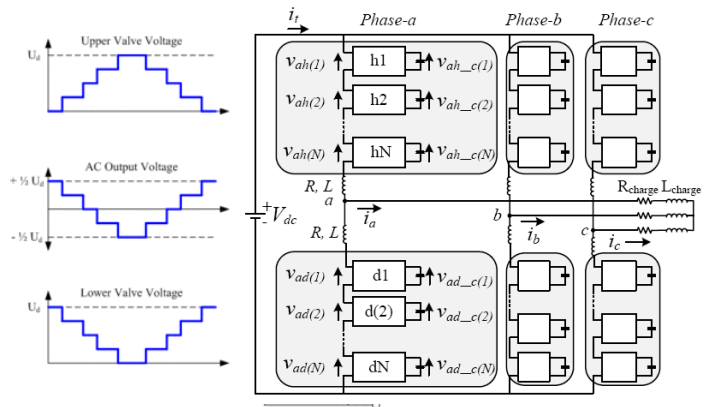 Upper Valve Voltage
U_d
AC Output Voltage
+ ½ U_d
- ½ U_d
Lower Valve Voltage
U_d
i_t Phase-a Phase-b Phase-c
v_ah(1) h1 v_ah_c(1)
v_ah(2) h2 v_ah_c(2)
v_ah(N) hN v_ah_c(N)
R, L
R_charge L_charge
a
+
-
V_dc
i_a
b
i_b
R, L
c
i_c
v_ad(1) d1 v_ad_c(1)
v_ad(2) d(2) v_ad_c(2)
v_ad(N) dN v_ad_c(N)